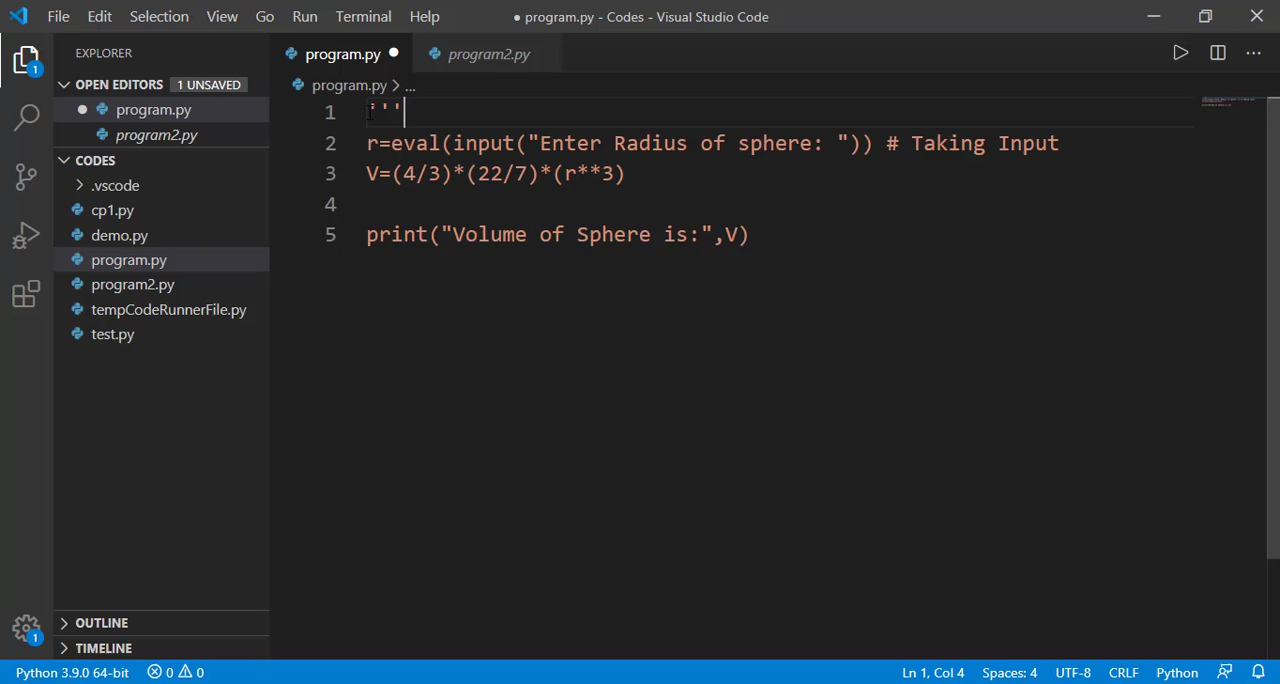 File Edit Selection View Go Run Terminal Help ● program.py - Codes - Visual Studio Code
EXPLORER
OPEN EDITORS 1 UNSAVED
program.py
program2.py
CODES
.vscode
cp1.py
demo.py
program.py
program2.py
tempCodeRunnerFile.py
test.py
OUTLINE
TIMELINE
1
program.py program2.py
program.py > ...
1 '''
2 r=eval(input("Enter Radius of sphere: ")) # Taking Input
3 V=(4/3)*(22/7)*(r**3)
4
5 print("Volume of Sphere is:",V)
1
Python 3.9.0 64-bit 0 0 Ln 1, Col 4 Spaces: 4 UTF-8 CRLF Python